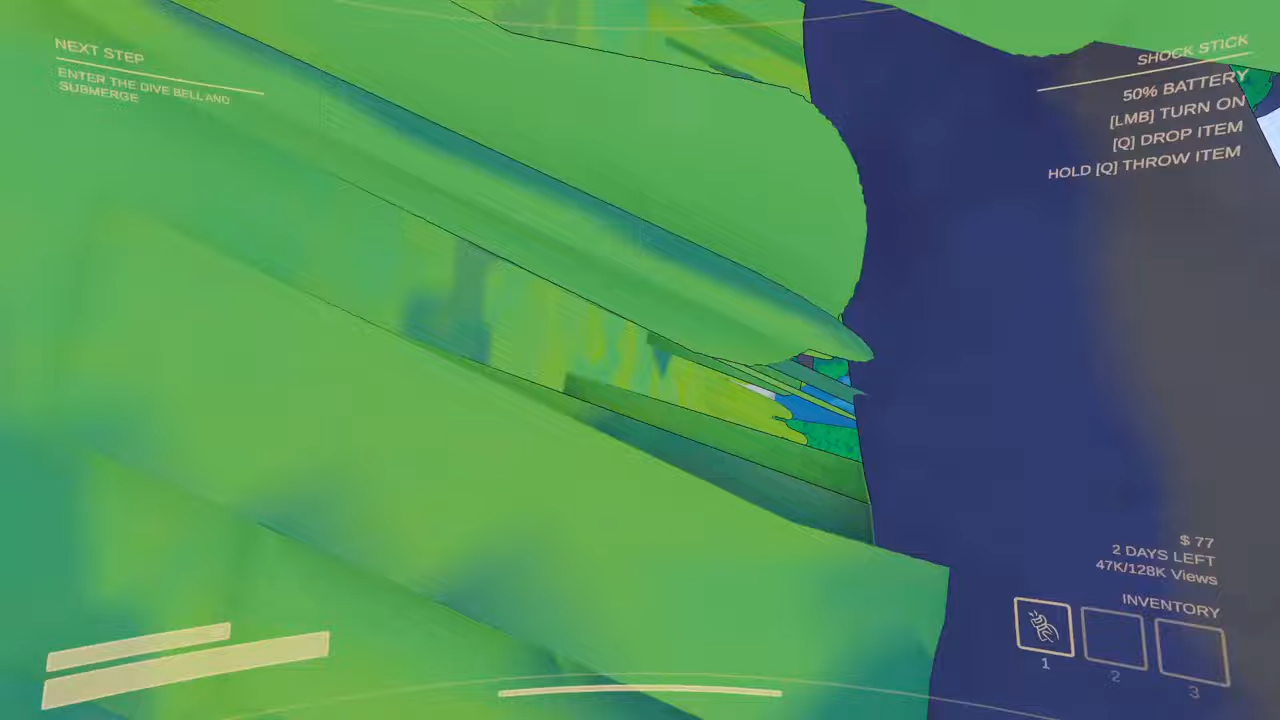 NEXT STEP
ENTER THE DIVE BELL AND
SUBMERGE
SHOCK STICK
50% BATTERY
[LMB] TURN ON
[Q] DROP ITEM
HOLD [Q] THROW ITEM
$ 77
2 DAYS LEFT
47K/128K Views
INVENTORY
1
2
3